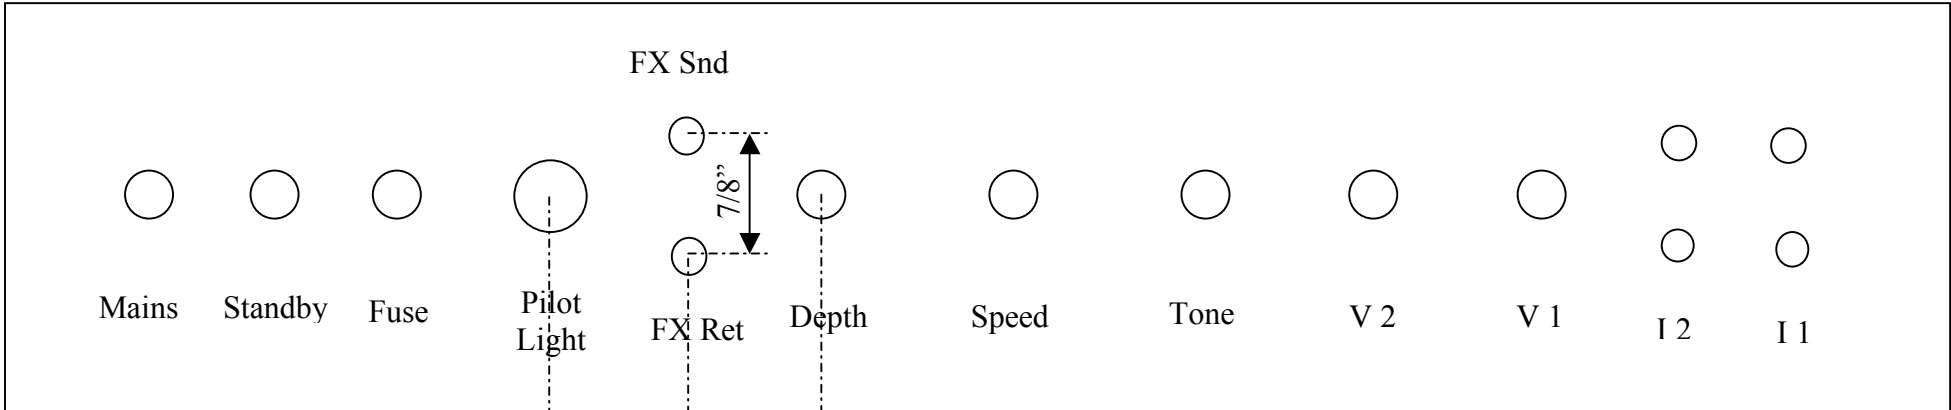 FX Snd
7/8”
Mains
Standby
Fuse
Pilot
Light
FX Ret
Depth
Speed
Tone
V 2
V 1
I 2
I 1